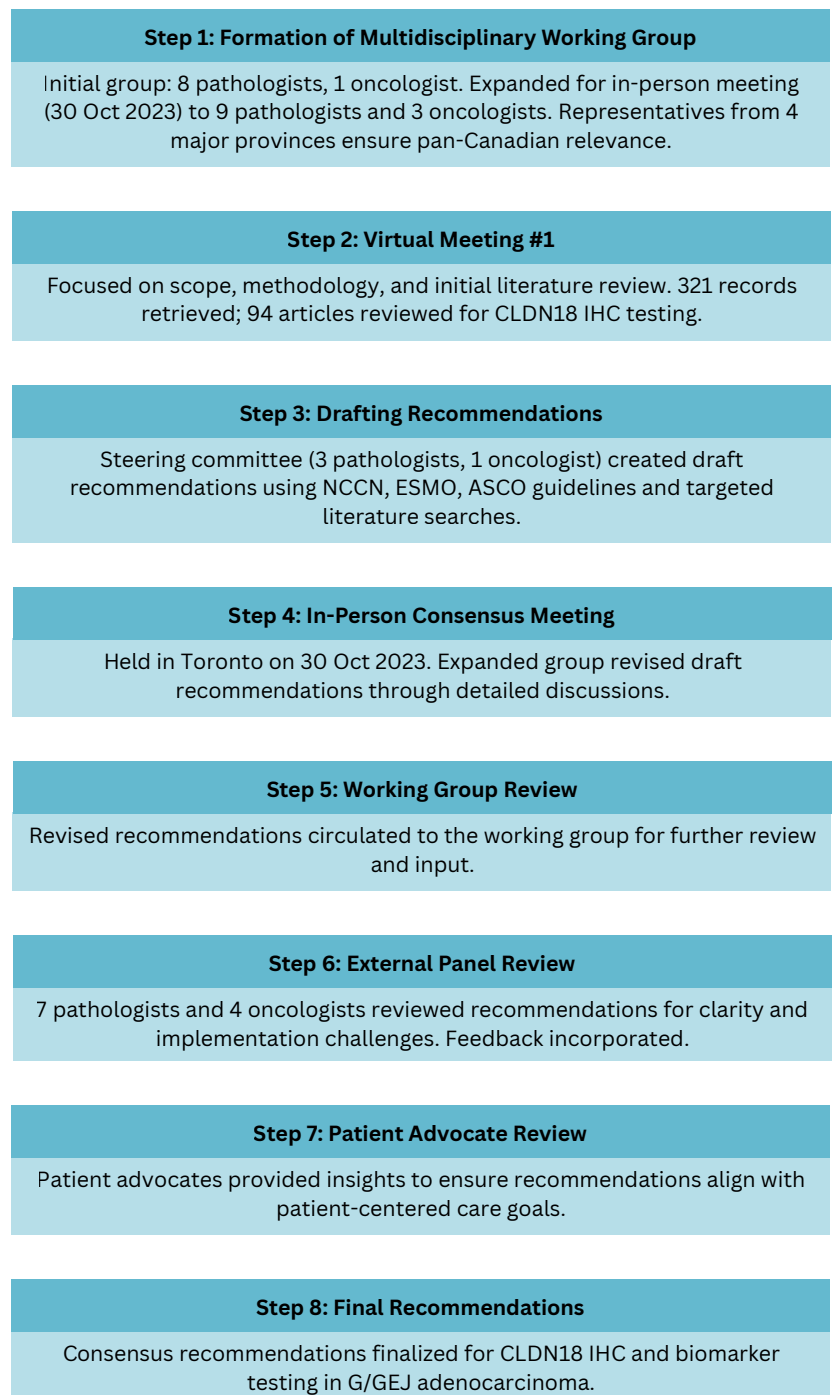 Step 1: Formation of Multidisciplinary Working Group
Initial group: 8 pathologists, 1 oncologist. Expanded for in-person meeting
(30 Oct 2023) to 9 pathologists and 3 oncologists. Representatives from 4
major provinces ensure pan-Canadian relevance.
Step 2: Virtual Meeting #1
Focused on scope, methodology, and initial literature review. 321 records
retrieved; 94 articles reviewed for CLDN18 IHC testing.
Step 3: Drafting Recommendations
Steering committee (3 pathologists, 1 oncologist) created draft
recommendations using NCCN, ESMO, ASCO guidelines and targeted
literature searches.
Step 4: In-Person Consensus Meeting
Held in Toronto on 30 Oct 2023. Expanded group revised draft
recommendations through detailed discussions.
Step 5: Working Group Review
Revised recommendations circulated to the working group for further review
and input.
Step 6: External Panel Review
7 pathologists and 4 oncologists reviewed recommendations for clarity and
implementation challenges. Feedback incorporated.
Step 7: Patient Advocate Review
Patient advocates provided insights to ensure recommendations align with
patient-centered care goals.
Step 8: Final Recommendations
Consensus recommendations finalized for CLDN18 IHC and biomarker
testing in G/GEJ adenocarcinoma.